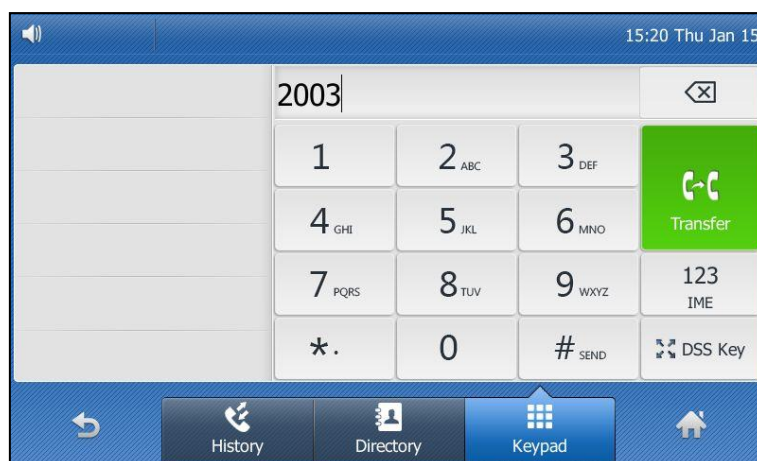 15:20 Thu Jan 15
2003
1
2 ABC
3 DEF
Transfer
4 GHI
5 JKL
6 MNO
7 PQRS
8 TUV
9 WXYZ
123
IME
*.
0
# SEND
DSS Key
History
Directory
Keypad